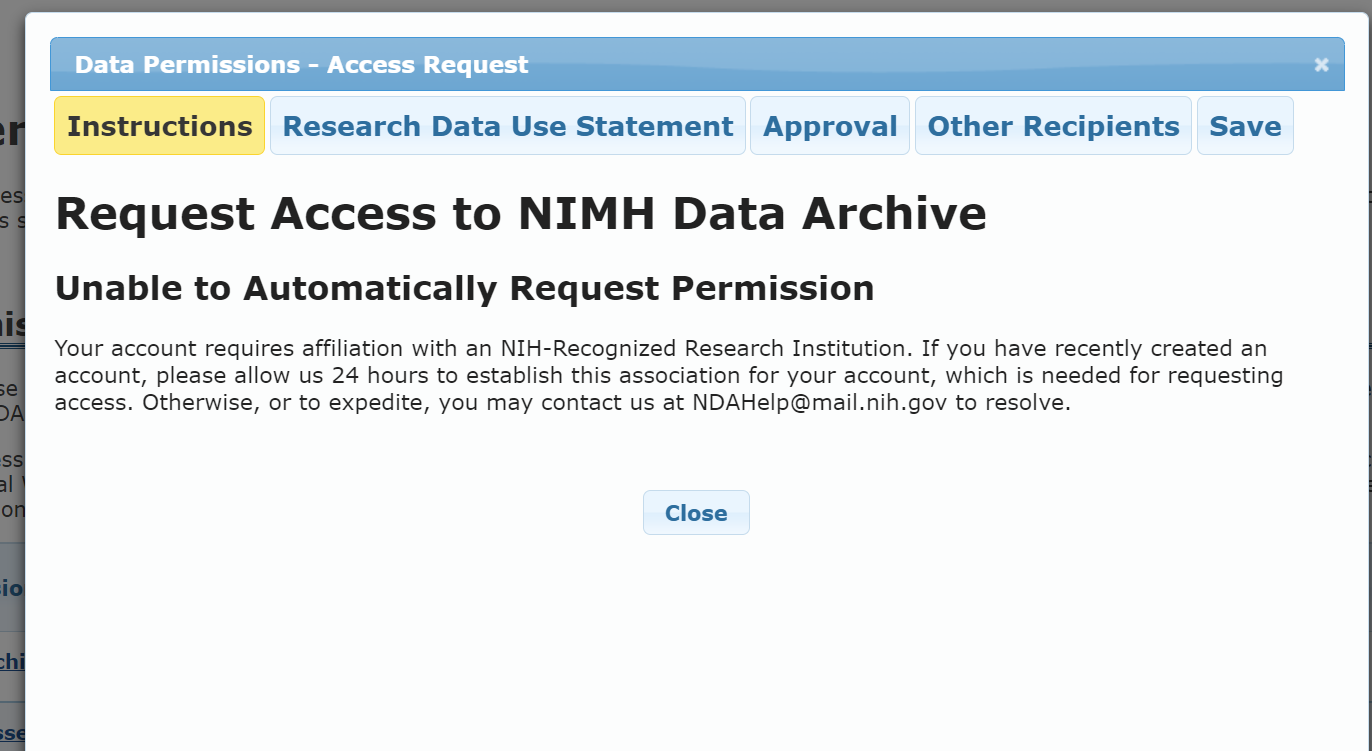 Data Permissions - Access Request
Instructions
Research Data Use Statement
Approval
Other Recipients
Save
Request Access to NIMH Data Archive
Unable to Automatically Request Permission
Your account requires affiliation with an NIH-Recognized Research Institution. If you have recently created an
account, please allow us 24 hours to establish this association for your account, which is needed for requesting
access. Otherwise, or to expedite, you may contact us at NDAHelp@mail.nih.gov to resolve.
Close